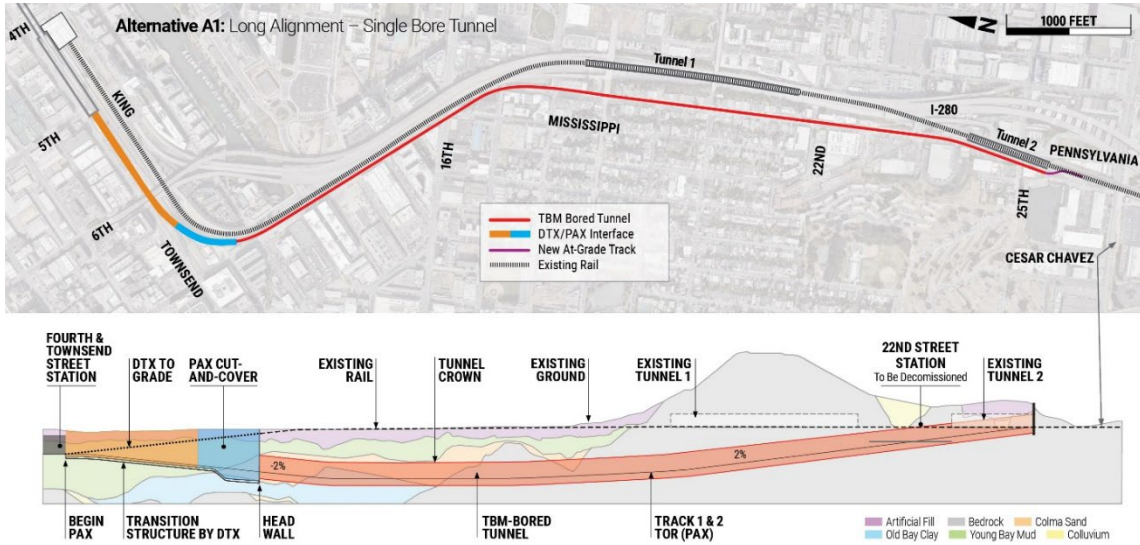 Alternative A1: Long Alignment – Single Bore Tunnel
N
1000 FEET
4TH
KING
5TH
6TH
TOWNSEND
16TH
MISSISSIPPI
Tunnel 1
22ND
I-280
Tunnel 2
PENNSYLVANIA
25TH
CESAR CHAVEZ
TBM Bored Tunnel
DTX/PAX Interface
New At-Grade Track
Existing Rail
FOURTH &
TOWNSEND
STREET
STATION
DTX TO
GRADE
PAX CUT-
AND-COVER
EXISTING
RAIL
TUNNEL
CROWN
EXISTING
GROUND
EXISTING
TUNNEL 1
22ND STREET
STATION
To Be Decomissioned
EXISTING
TUNNEL 2
-2%
2%
BEGIN
PAX
TRANSITION
STRUCTURE BY DTX
HEAD
WALL
TBM-BORED
TUNNEL
TRACK 1 & 2
TOR (PAX)
Artificial Fill
Bedrock
Colma Sand
Old Bay Clay
Young Bay Mud
Colluvium